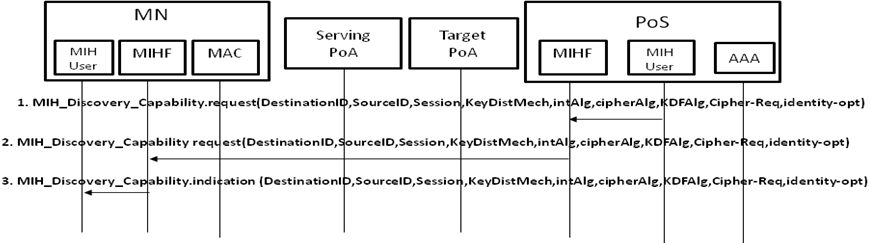 MN
PoS
Serving
PoA
Target
PoA
MIH
User
MIHF
MAC
MIHF
MIH
User
AAA
1. MIH_Discovery_Capability.request(DestinationID,SourceID,Session,KeyDistMech,intAlg,cipherAlg,KDFAlg,Cipher-Req,identity-opt)
2. MIH_Discovery_Capability request(DestinationID,SourceID,Session,KeyDistMech,intAlg,cipherAlg,KDFAlg,Cipher-Req,identity-opt)
3. MIH_Discovery_Capability.indication (DestinationID,SourceID,Session,KeyDistMech,intAlg,cipherAlg,KDFAlg,Cipher-Req,identity-opt)